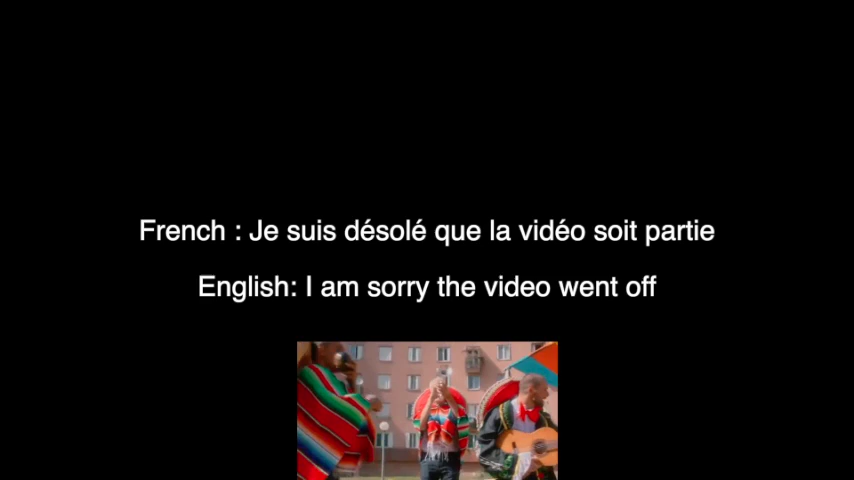 French : Je suis désolé que la vidéo soit partie
English: I am sorry the video went off